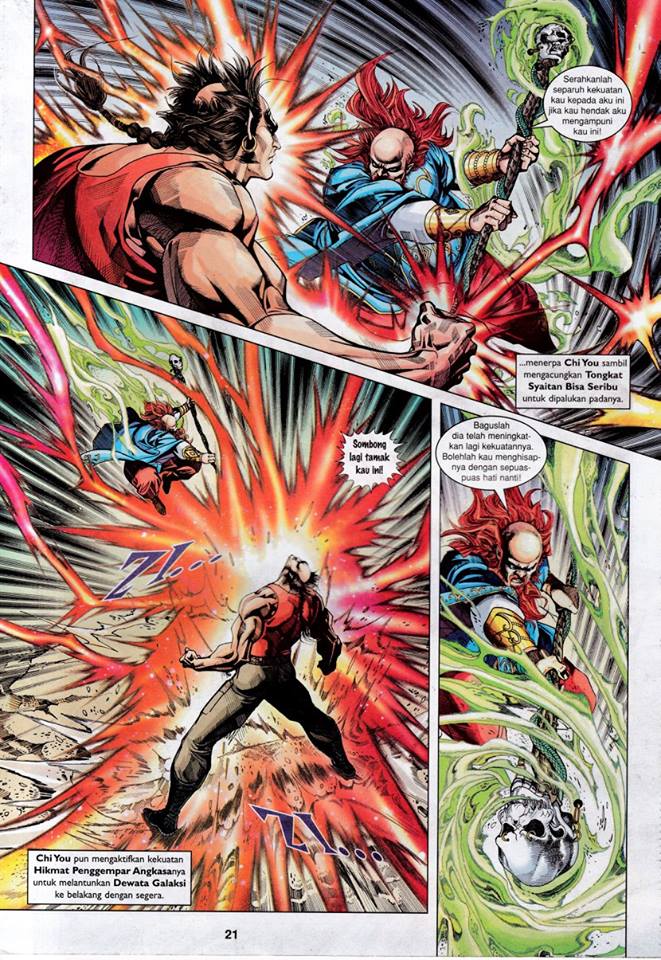 Serahkanlah
separuh kekuatan
kau kepada aku ini
jika kau hendak aku
mengampuni
kau ini!
...menerpa Chi You sambil
mengacungkan Tongkat
Syaitan Bisa Seribu
untuk dipalukan padanya.
Sombong
lagi tamak
kau ini!
ZI...
ZI...
Chi You pun mengaktifkan kekuatan
Hikmat Penggempar Angkasanya
untuk melantunkan Dewata Galaksi
ke belakang dengan segera.
Baguslah
dia telah meningkat-
kan lagi kekuatannya.
Bolehlah kau menghisap-
nya dengan sepuas-
puas hati nanti!
21